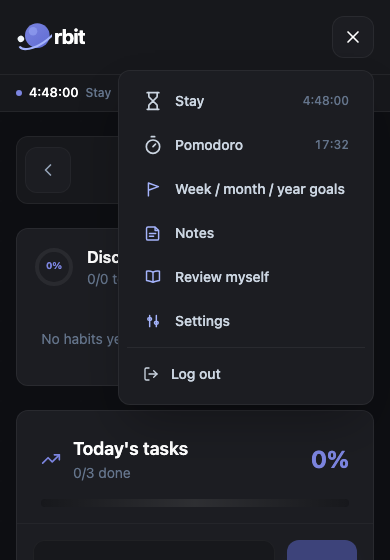 rbit
4:48:00 Stay
Stay 4:48:00
Pomodoro 17:32
Week / month / year goals
Notes
Review myself
Settings
Log out
0%
Disc
0/0 t
No habits ye
Today's tasks
0/3 done
0%